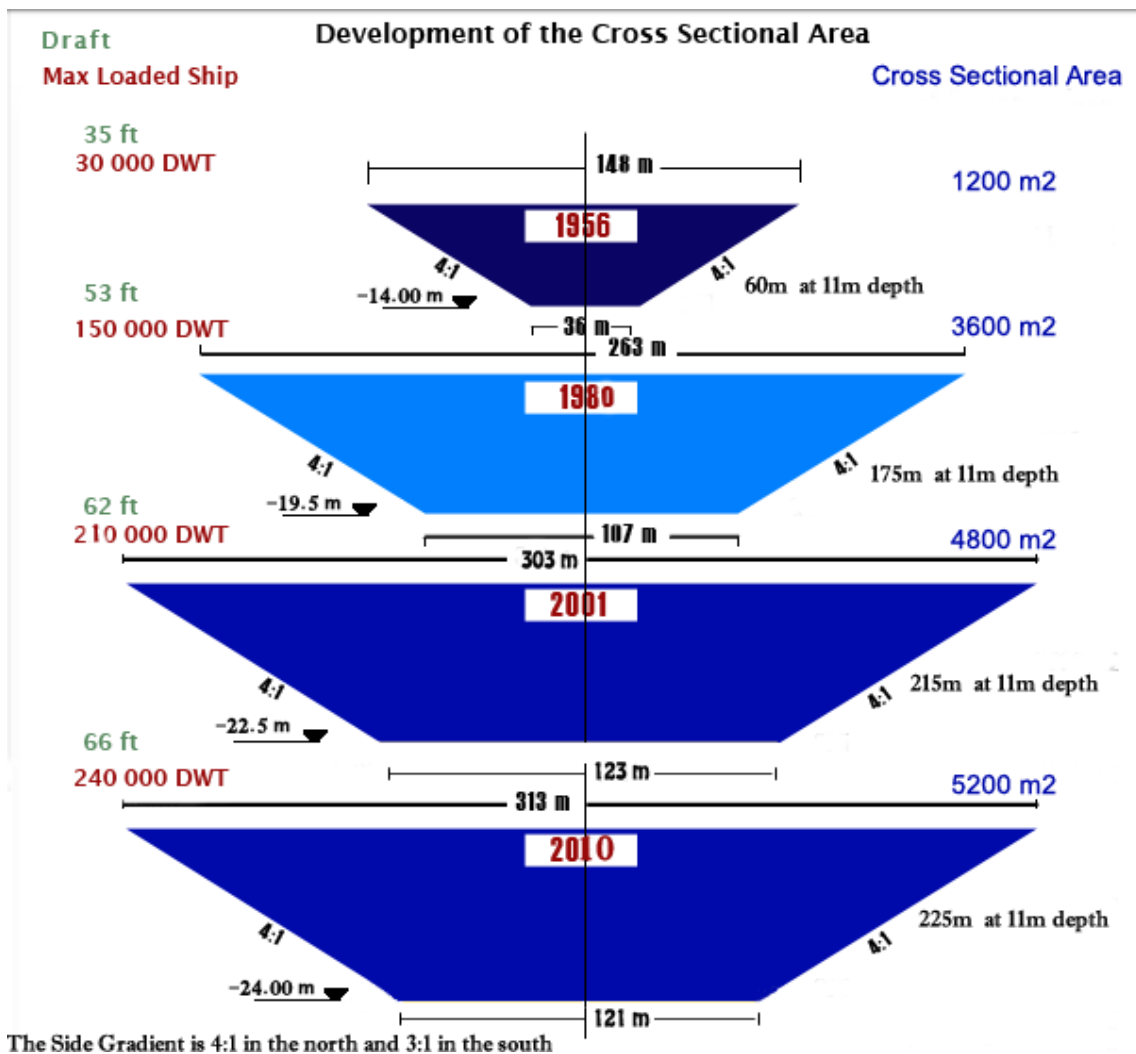 Development of the Cross Sectional Area
Draft
Max Loaded Ship
Cross Sectional Area
35 ft
30 000 DWT
148 m
1200 m2
1956
4:1
4:1
60m at 11m depth
-14.00 m
36 m
53 ft
150 000 DWT
3600 m2
263 m
1980
4:1
4:1
175m at 11m depth
-19.5 m
107 m
62 ft
210 000 DWT
4800 m2
303 m
2001
4:1
4:1
215m at 11m depth
-22.5 m
123 m
66 ft
240 000 DWT
5200 m2
313 m
2010
4:1
4:1
225m at 11m depth
-24.00 m
121 m
The Side Gradient is 4:1 in the north and 3:1 in the south